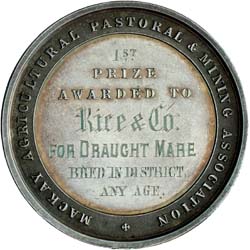 MACKAY AGRICULTURAL PASTORAL & MINING ASSOCIATION
1ST
PRIZE
AWARDED TO
Rice & Co.
FOR DRAUGHT MARE
BRED IN DISTRICT
ANY AGE.